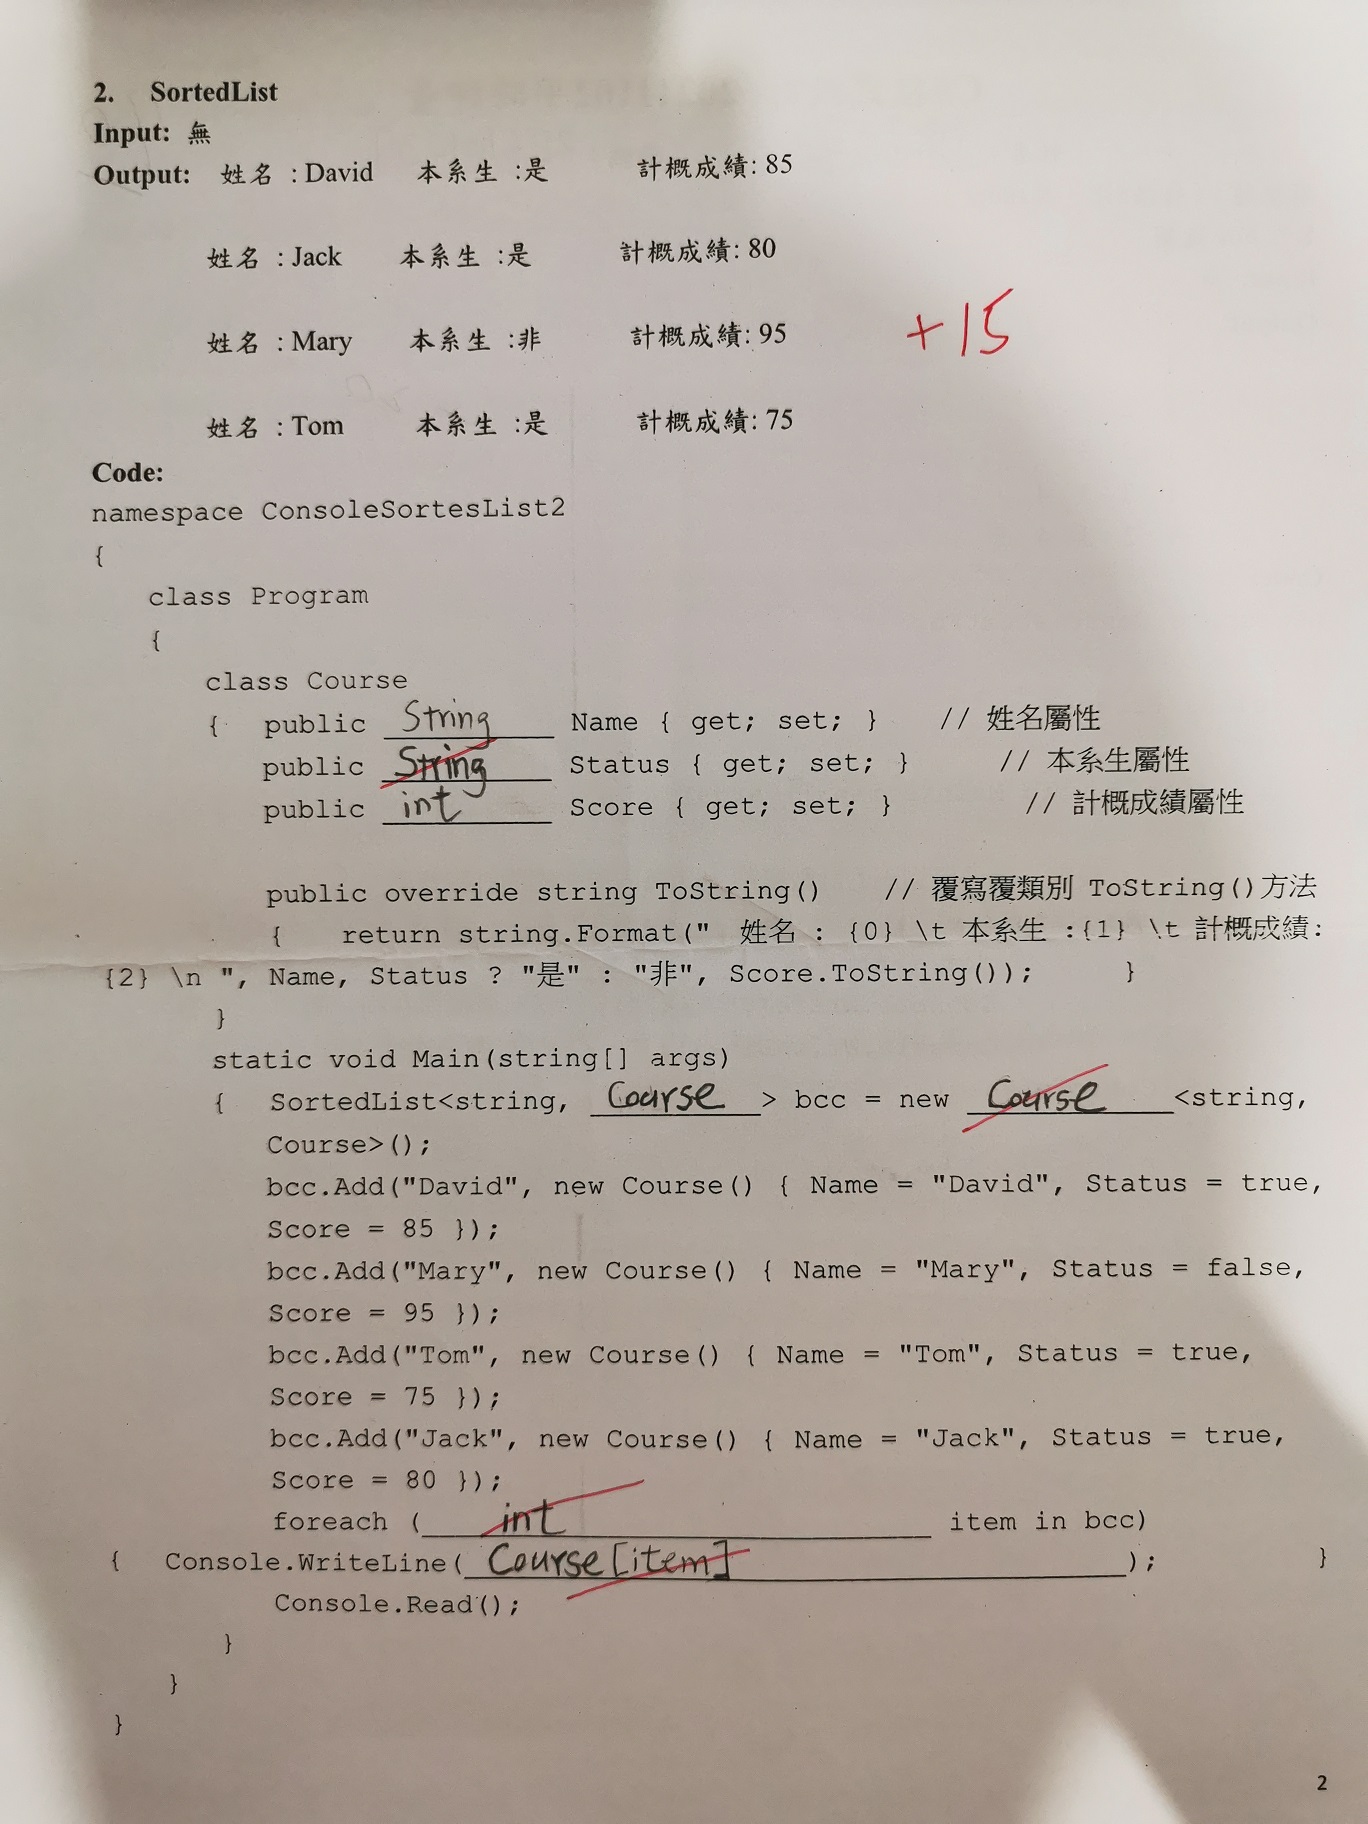 2. SortedList
Input: 無
Output: 姓名 : David 本系生 :是 計概成績: 85
姓名 : Jack 本系生 :是 計概成績: 80
姓名 : Mary 本系生 :非 計概成績: 95
+15
姓名 : Tom 本系生 :是 計概成績: 75
Code:
namespace ConsoleSortesList2
{
class Program
{
class Course
{ public String Name { get; set; } // 姓名屬性
public String Status { get; set; } // 本系生屬性
public int Score { get; set; } // 計概成績屬性
public override string ToString() // 覆寫覆類別 ToString()方法
{ return string.Format(" 姓名 : {0} \t 本系生 :{1} \t 計概成績:
{2} \n ", Name, Status ? "是" : "非", Score.ToString()); }
}
static void Main(string[] args)
{ SortedList<string, Course> bcc = new Course<string,
Course>();
bcc.Add("David", new Course() { Name = "David", Status = true,
Score = 85 });
bcc.Add("Mary", new Course() { Name = "Mary", Status = false,
Score = 95 });
bcc.Add("Tom", new Course() { Name = "Tom", Status = true,
Score = 75 });
bcc.Add("Jack", new Course() { Name = "Jack", Status = true,
Score = 80 });
foreach ( int item in bcc)
{ Console.WriteLine( Course[item] ); }
Console.Read();
}
}
}
2